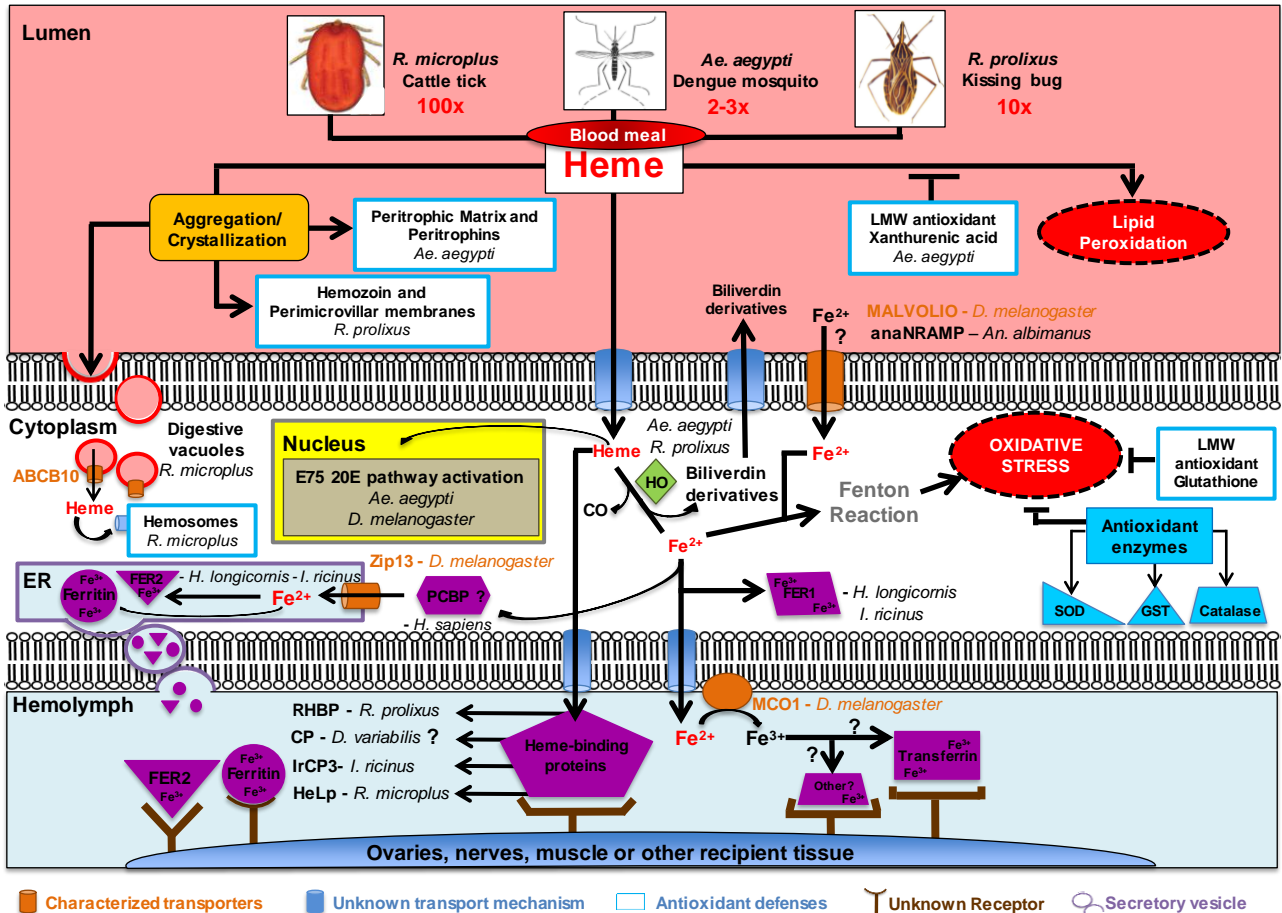 Lumen
R. microplus
Cattle tick
100x
Ae. aegypti
Dengue mosquito
2-3x
R. prolixus
Kissing bug
10x
Blood meal
Heme
Aggregation/
Crystallization
Peritrophic Matrix and
Peritrophins
Ae. aegypti
Hemozoin and
Perimicrovillar membranes
R. prolixus
LMW antioxidant
Xanthurenic acid
Ae. aegypti
Lipid
Peroxidation
Biliverdin
derivatives
Fe2+
?
MALVOLIO - D. melanogaster
anaNRAMP – An. albimanus
Cytoplasm
Digestive
vacuoles
R. microplus
ABCB10
Heme
Hemosomes
R. microplus
Nucleus
E75 20E pathway activation
Ae. aegypti
D. melanogaster
Heme
Ae. aegypti
R. prolixus
HO
CO
Biliverdin
derivatives
Fe2+
Fe2+
Fenton
Reaction
OXIDATIVE
STRESS
LMW
antioxidant
Glutathione
Antioxidant
enzymes
SOD
GST
Catalase
ER
Fe3+
Ferritin
Fe3+
FER2
Fe3+
- H. longicornis - I. ricinus
Fe2+
Zip13 - D. melanogaster
PCBP ?
- H. sapiens
Fe3+
FER1
Fe3+
- H. longicornis
I. ricinus
Hemolymph
RHBP - R. prolixus
CP - D. variabilis ?
IrCP3- I. ricinus
HeLp - R. microplus
Heme-binding
proteins
Fe2+
MCO1 - D. melanogaster
Fe3+
?
?
Fe3+
Transferrin
Fe3+
Other?
Fe3+
FER2
Fe3+
Fe3+
Ferritin
Fe3+
Ovaries, nerves, muscle or other recipient tissue
Characterized transporters
Unknown transport mechanism
Antioxidant defenses
Unknown Receptor
Secretory vesicle